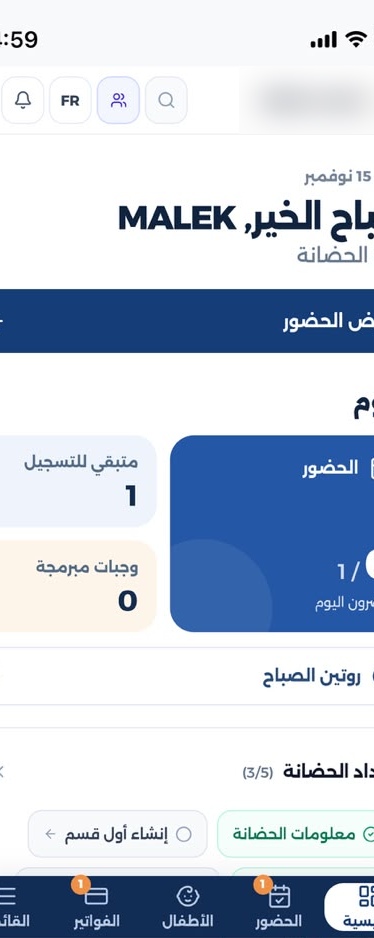 :59
FR
15 نوفمبر
باح الخير, MALEK
الحضانة
ض الحضور
وم
الحضور
/ 1
رون اليوم
متبقي للتسجيل
1
وجبات مبرمجة
0
روتين الصباح
داد الحضانة (3/5)
معلومات الحضانة
إنشاء أول قسم
يسية
الحضور
1
الأطفال
الفواتير
1
القائ